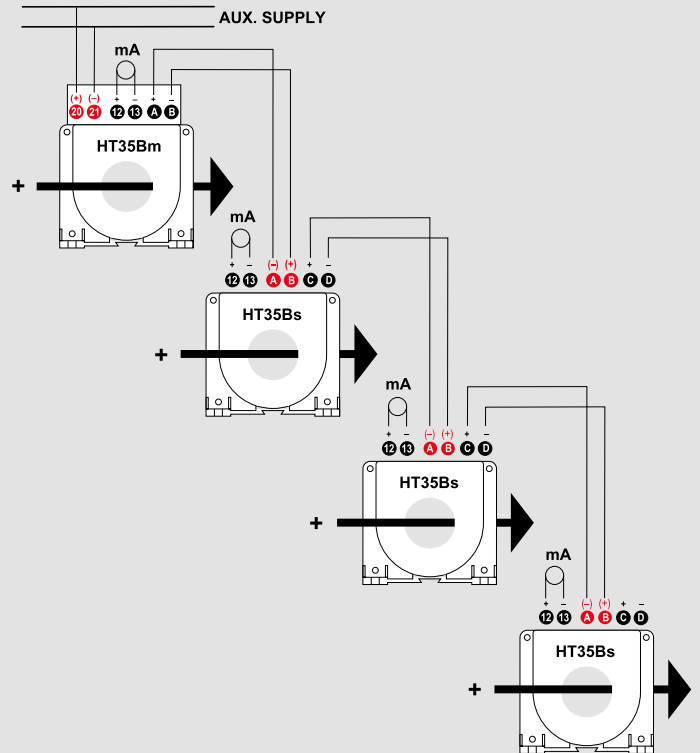 AUX. SUPPLY
mA
(+) (–) + – + –
20 21 12 13 A B
HT35Bm
+
mA
+ – (–) (+) + –
12 13 A B C D
HT35Bs
+
mA
+ – (–) (+) + –
12 13 A B C D
HT35Bs
+
mA
+ – (–) (+) + –
12 13 A B C D
HT35Bs
+